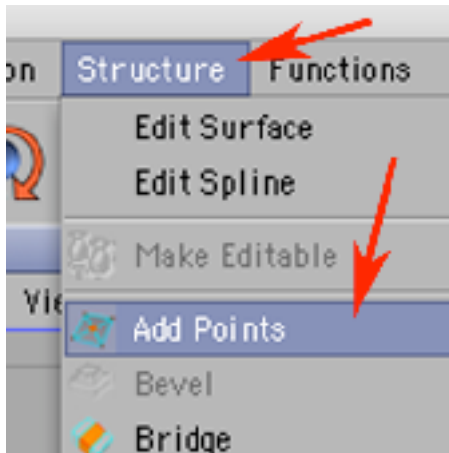 on Structure Functions
Edit Surface
Edit Spline
Make Editable
Vie
Add Points
Bevel
Bridge